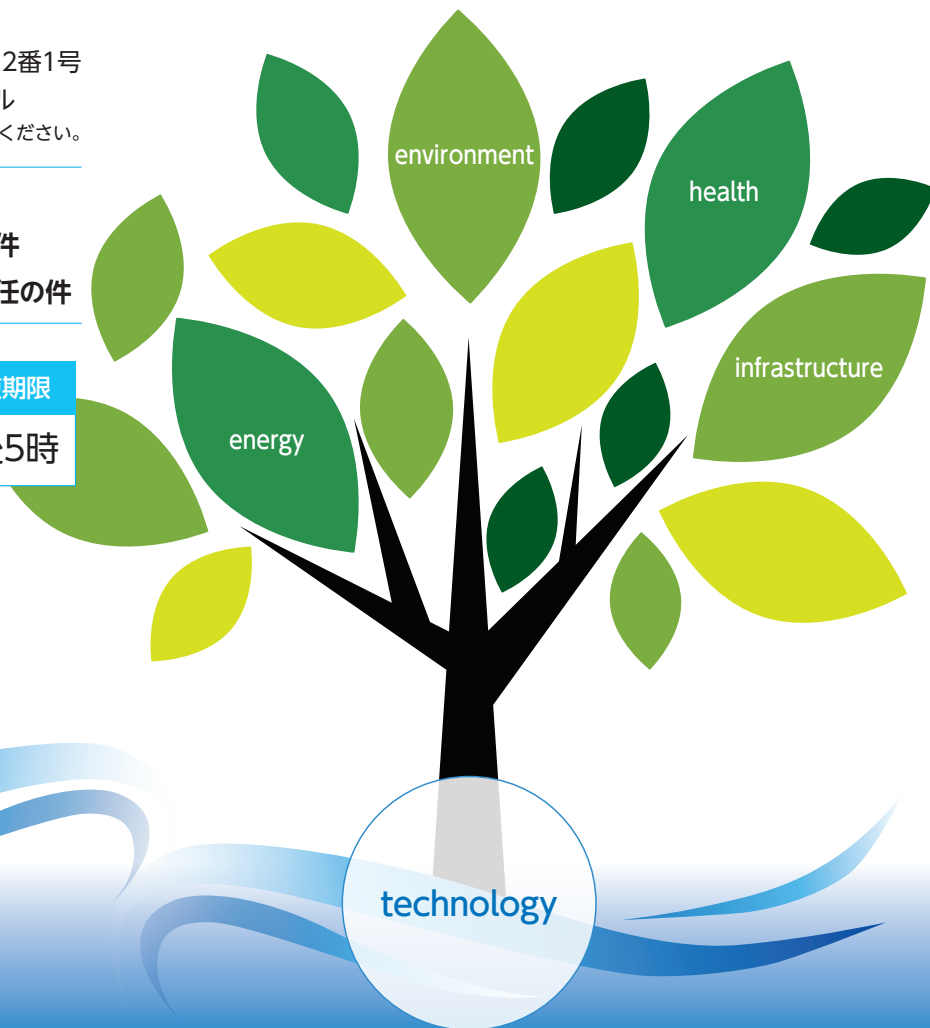 2番1号
ル
ください。
件
任の件
期限
5時
environment
health
infrastructure
energy
technology